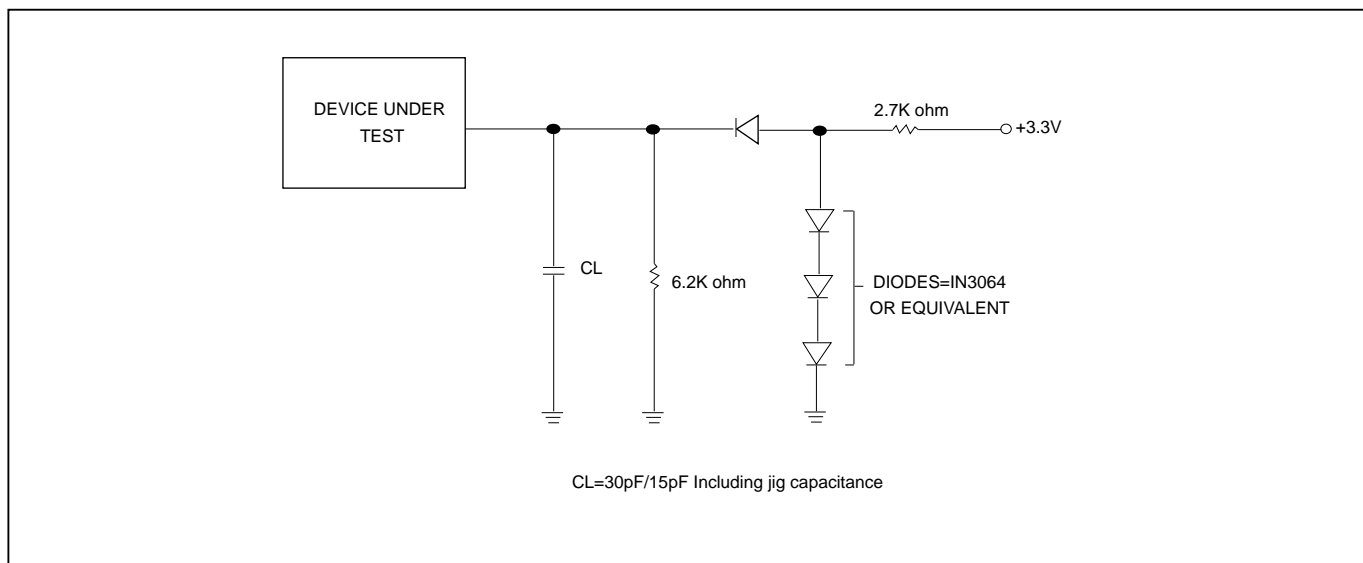 DEVICE UNDER
TEST
2.7K ohm
+3.3V
CL
6.2K ohm
DIODES=IN3064
OR EQUIVALENT
CL=30pF/15pF Including jig capacitance